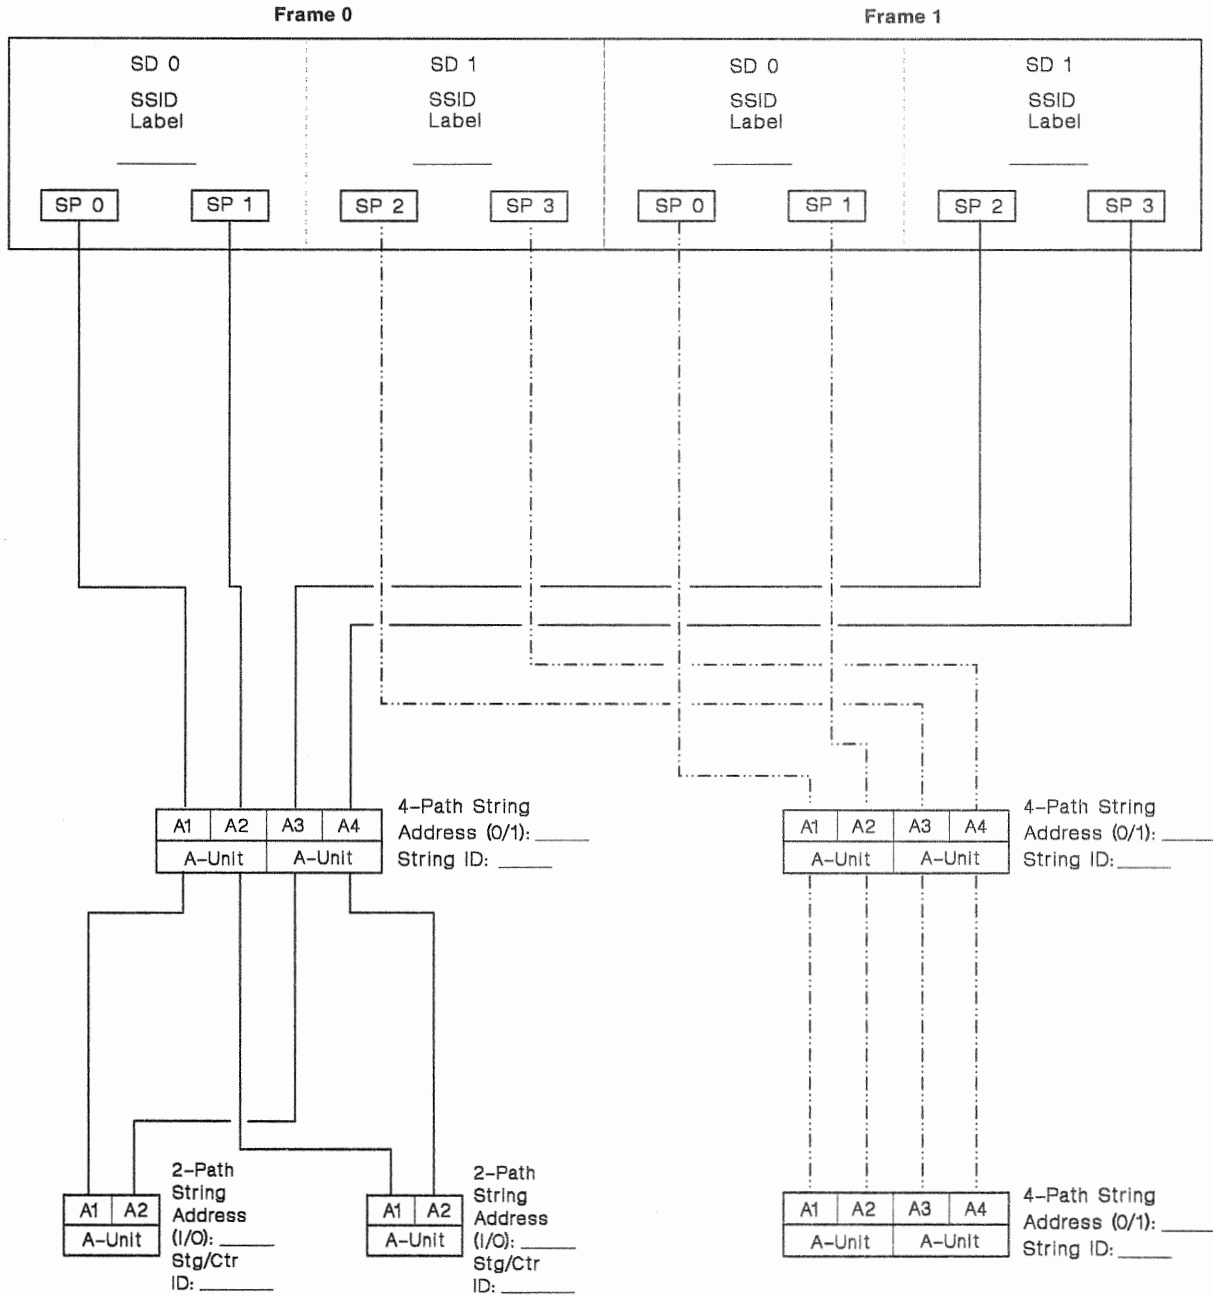 Frame 0 Frame 1
SD 0 SD 1 SD 0 SD 1
SSID SSID SSID SSID
Label Label Label Label
SP 0 SP 1 SP 2 SP 3 SP 0 SP 1 SP 2 SP 3
4-Path String
A1 A2 A3 A4 Address (0/1):
A-Unit A-Unit String ID:
4-Path String
A1 A2 A3 A4 Address (0/1):
A-Unit A-Unit String ID:
2-Path
String
A1 A2 Address
A-Unit (I/O):
Stg/Ctr
ID:
2-Path
String
A1 A2 Address
A-Unit (I/O):
Stg/Ctr
ID:
4-Path String
A1 A2 A3 A4 Address (0/1):
A-Unit A-Unit String ID: